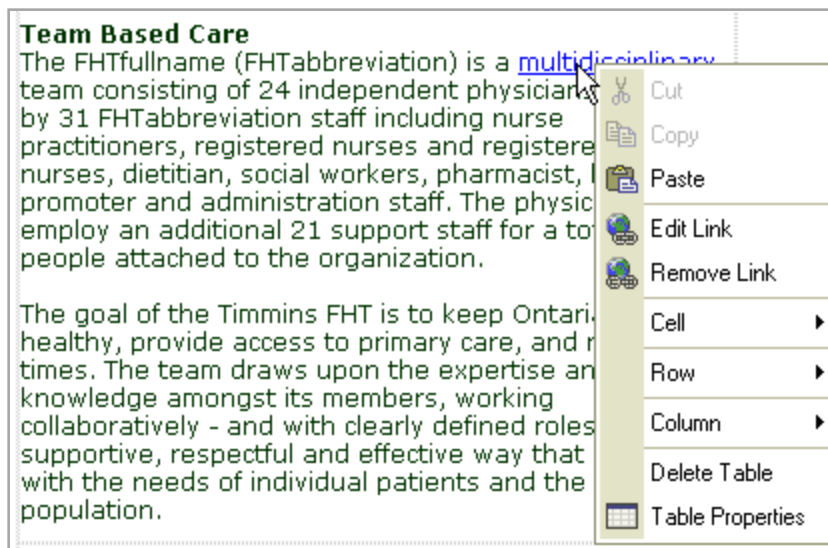 Team Based Care
The FHTfullname (FHTabbreviation) is a multidisciplinary
team consisting of 24 independent physician
by 31 FHTabbreviation staff including nurse
practitioners, registered nurses and registere
nurses, dietitian, social workers, pharmacist,
promoter and administration staff. The physic
employ an additional 21 support staff for a to
people attached to the organization.
The goal of the Timmins FHT is to keep Ontari
healthy, provide access to primary care, and
times. The team draws upon the expertise an
knowledge amongst its members, working
collaboratively - and with clearly defined roles
supportive, respectful and effective way that
with the needs of individual patients and the
population.
Cut
Copy
Paste
Edit Link
Remove Link
Cell
Row
Column
Delete Table
Table Properties